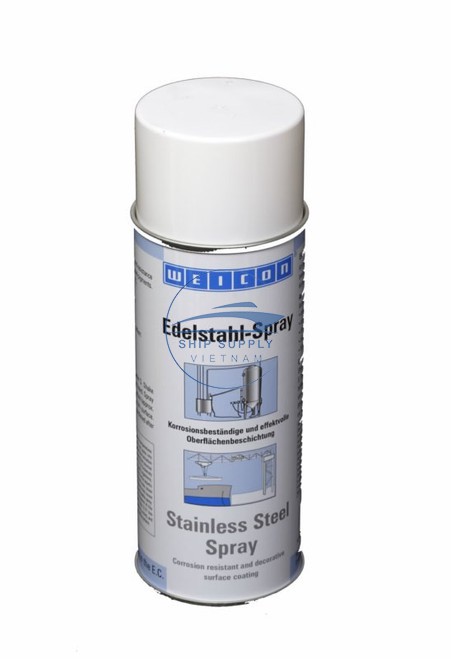 WEICON
Edelstahl-Spray
SHIP SUPPLY
VIETNAM
Korrosionsbeständige und effektvolle
Oberflächenbeschichtung
Stainless Steel
Spray
Corrosion resistant and decorative
surface coating
the E.C.